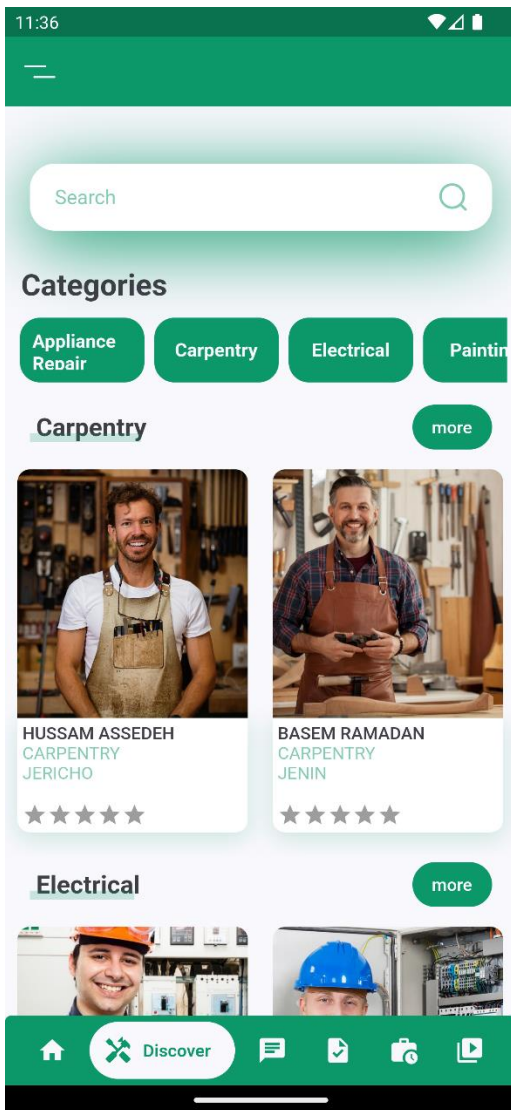 11:36
Search
Categories
Appliance
Repair
Carpentry
Electrical
Paintin
Carpentry
more
HUSSAM ASSEDEH
CARPENTRY
JERICHO
BASEM RAMADAN
CARPENTRY
JENIN
Electrical
more
Discover